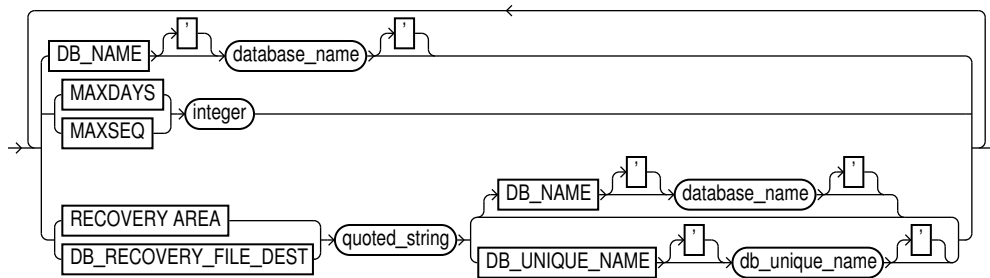 DB_NAME ' database_name '
MAXDAYS
integer
MAXSEQ
DB_NAME ' database_name '
RECOVERY AREA
quoted_string
DB_RECOVERY_FILE_DEST
DB_UNIQUE_NAME ' db_unique_name '